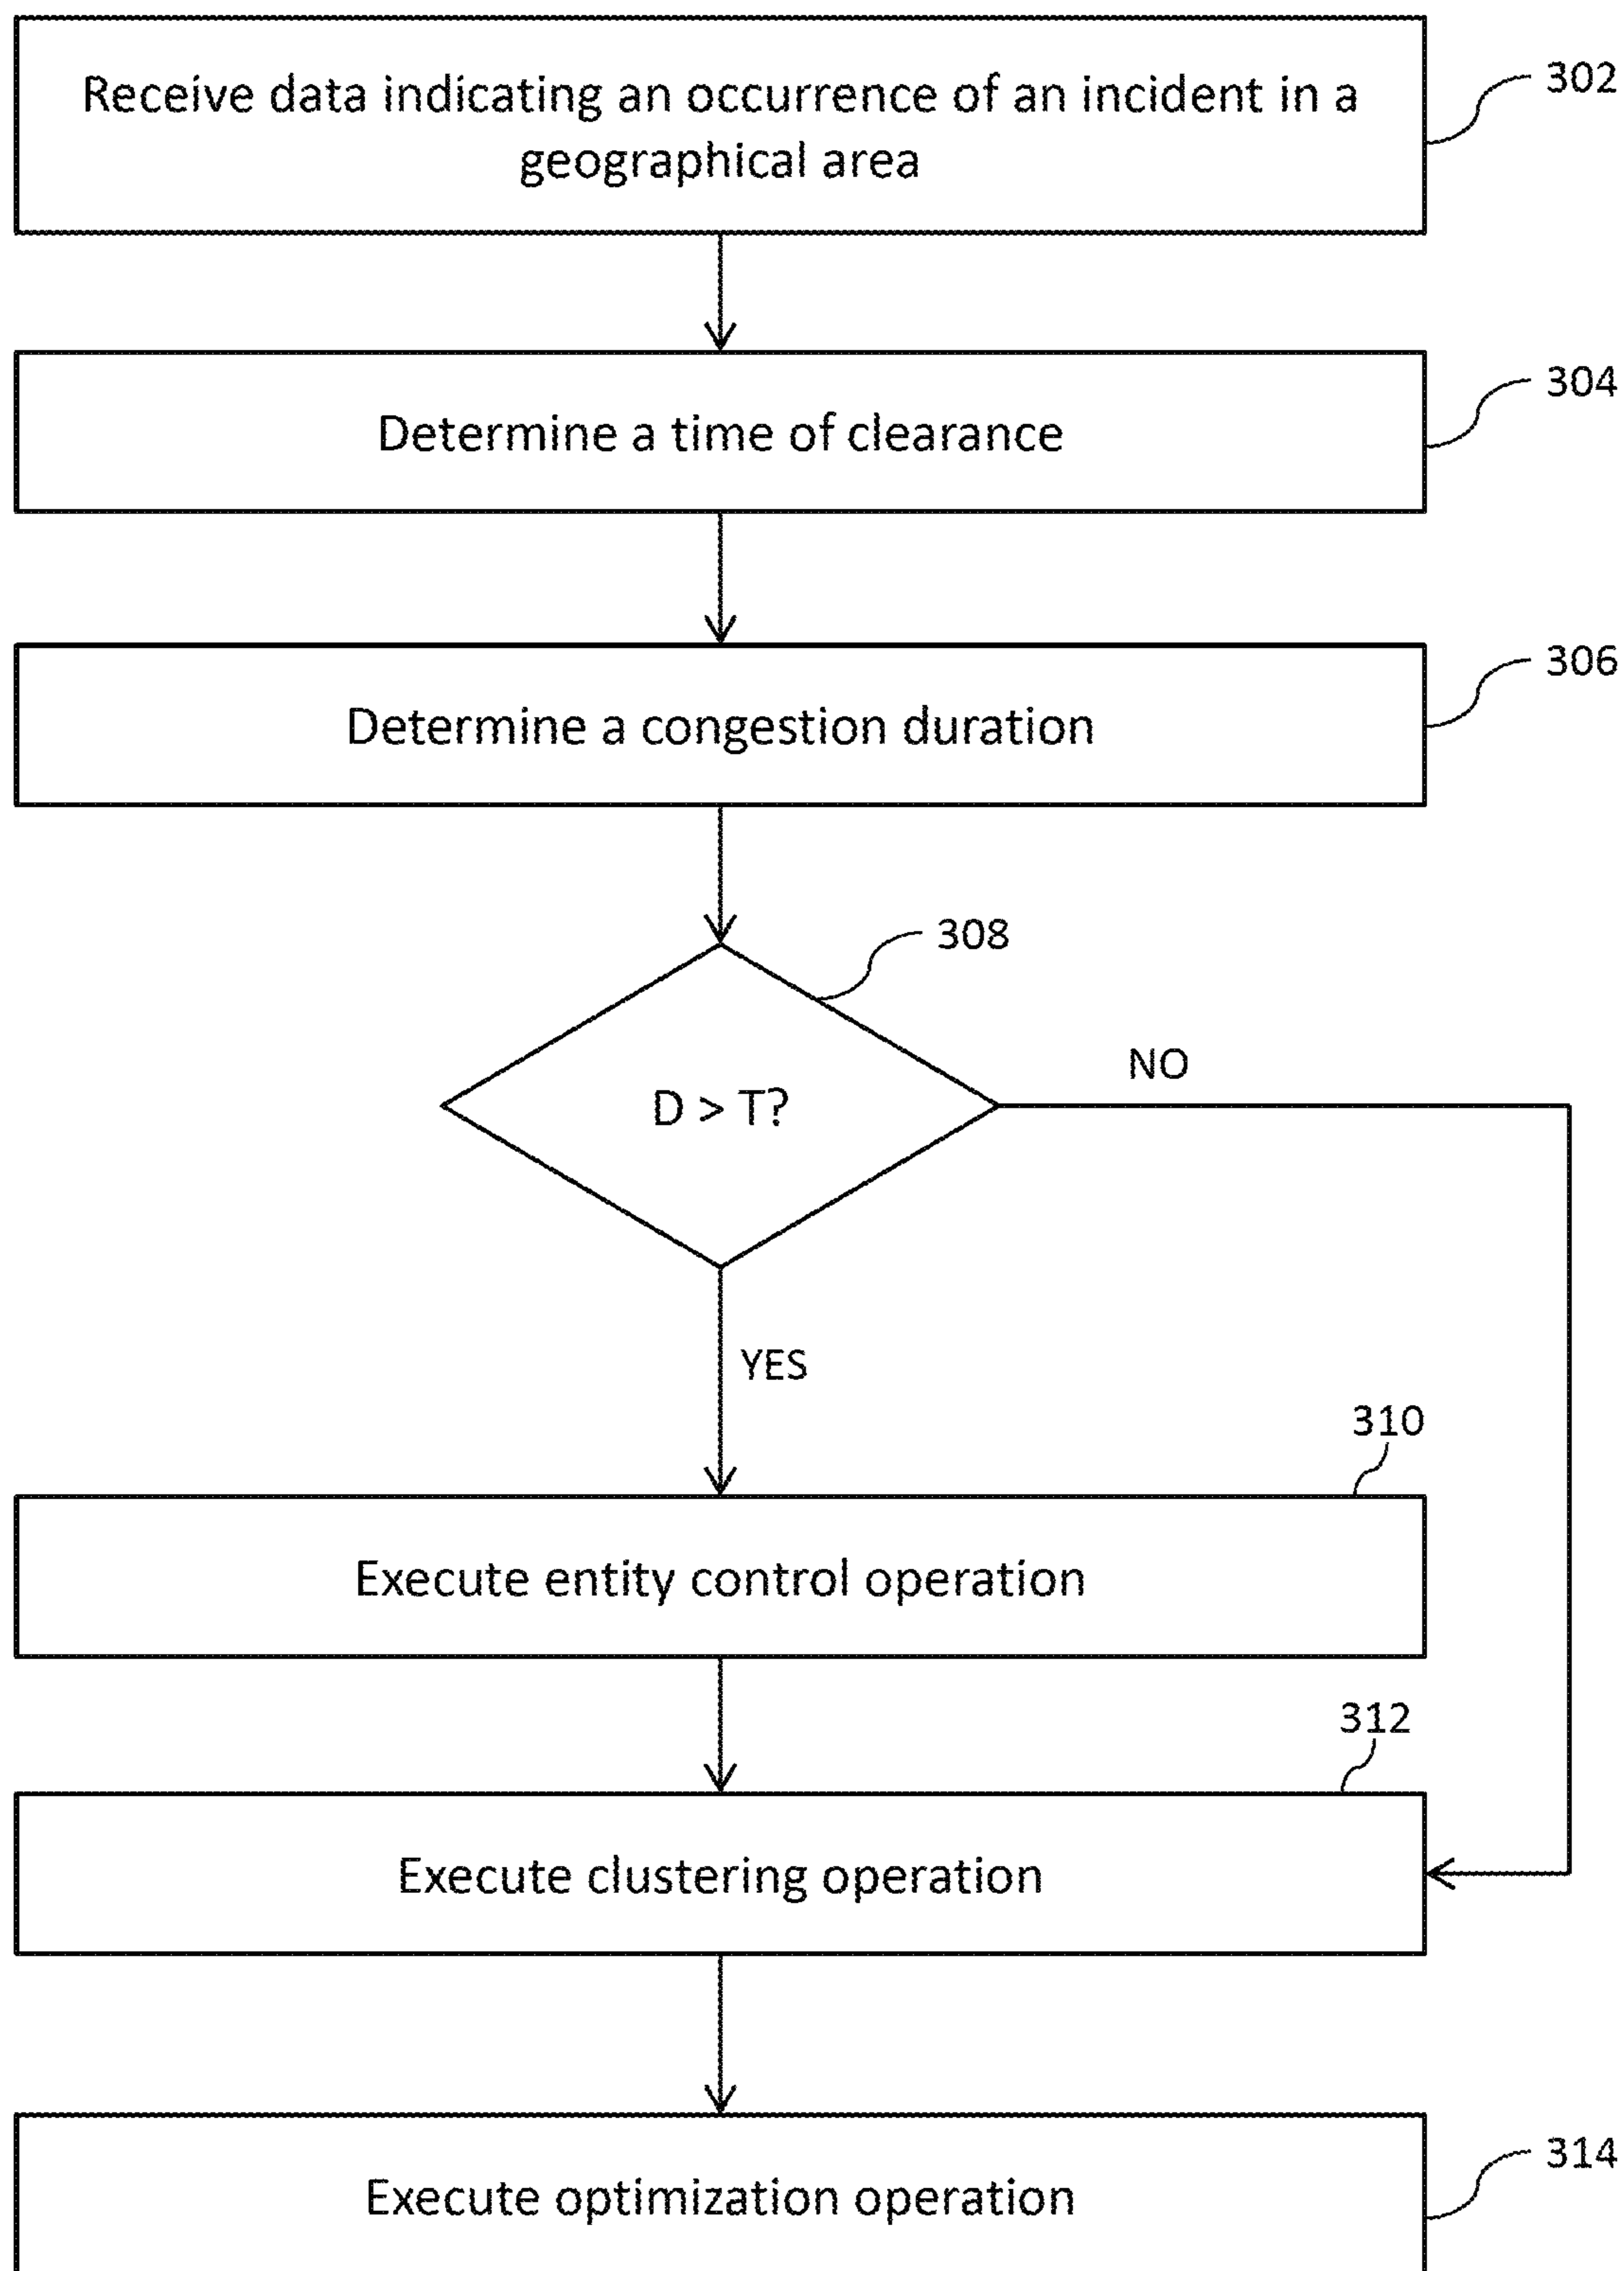 Receive data indicating an occurrence of an incident in a
geographical area
302
Determine a time of clearance
304
Determine a congestion duration
306
308
D > T?
NO
YES
310
Execute entity control operation
312
Execute clustering operation
Execute optimization operation
314